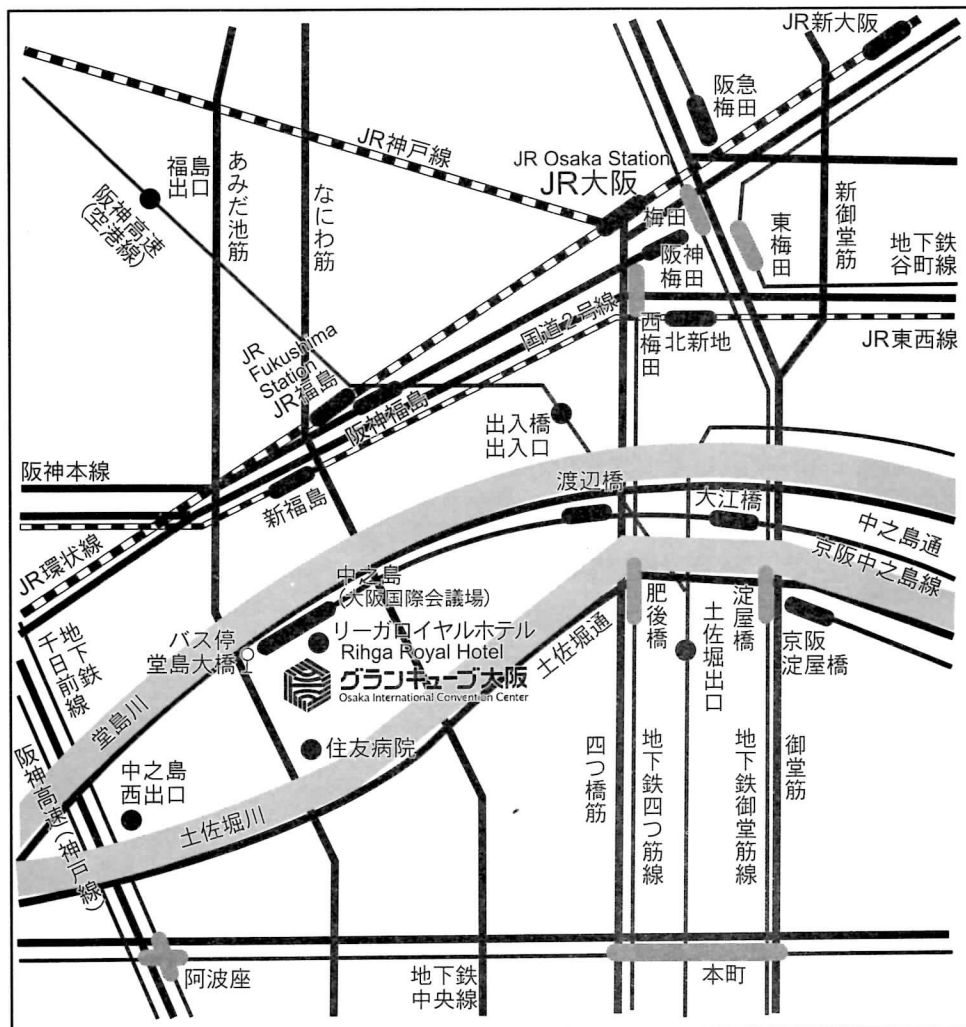 JR新大阪
阪急
梅田
JR神戸線
JR Osaka Station
JR大阪
福島
出口
あみだ池筋
なにわ筋
阪神高速
(空港線)
梅田
阪神
梅田
東梅田
新御堂筋
地下鉄
谷町線
国道2号線
西梅田
北新地
JR東西線
JR
Fukushima
Station
JR福島
阪神福島
出入橋
出入口
阪神本線
新福島
渡辺橋
大江橋
中之島通
京阪中之島線
JR環状線
中之島
(大阪国際会議場)
地下鉄
千日前線
バス停
堂島大橋
リーガロイヤルホテル
Rihga Royal Hotel
グランキューブ大阪
Osaka International Convention Center
土佐堀通
肥後橋
土佐堀出口
淀屋橋
京阪
淀屋橋
堂島川
住友病院
中之島
西出口
阪神高速(神戸線)
土佐堀川
四つ橋筋
地下鉄四つ筋線
地下鉄御堂筋線
御堂筋
阿波座
地下鉄
中央線
本町